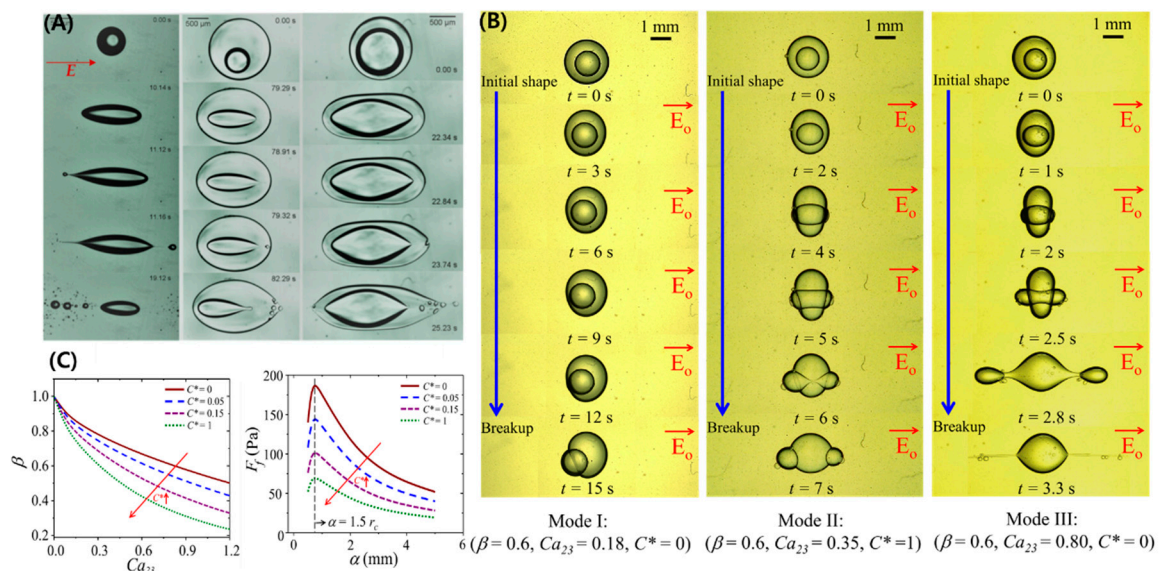 (A)
500 µm
500 µm
500 µm
0.00 s
0.00 s
0.00 s
E
10.14 s
79.29 s
22.34 s
11.12 s
78.91 s
22.84 s
11.16 s
79.32 s
23.74 s
82.29 s
25.23 s
(B)
1 mm
1 mm
1 mm
Initial shape
t = 0 s
Initial shape
t = 0 s
Initial shape
t = 0 s
E₀
E₀
E₀
t = 3 s
t = 2 s
t = 1 s
E₀
E₀
E₀
t = 6 s
t = 4 s
t = 2 s
E₀
E₀
E₀
t = 9 s
t = 5 s
t = 2.5 s
E₀
E₀
E₀
t = 12 s
t = 6 s
t = 2.8 s
Breakup
Breakup
Breakup
E₀
E₀
E₀
t = 15 s
t = 7 s
t = 3.3 s
Mode I:
(β = 0.6, Ca₂₃ = 0.18, C* = 0)
Mode II:
(β = 0.6, Ca₂₃ = 0.35, C* =1)
Mode III:
(β = 0.6, Ca₂₃ = 0.80, C* = 0)
(C)
1.0
0.8
0.6
0.4
0.2
β
C* = 0
C* = 0.05
C* = 0.15
C* = 1
C*
0.0 0.3 0.6 0.9 1.2
Ca₂₃
200
150
100
50
0
F_f (Pa)
C* = 0
C* = 0.05
C* = 0.15
C* = 1
C*
α = 1.5 r_c
0 2 4 6
α (mm)